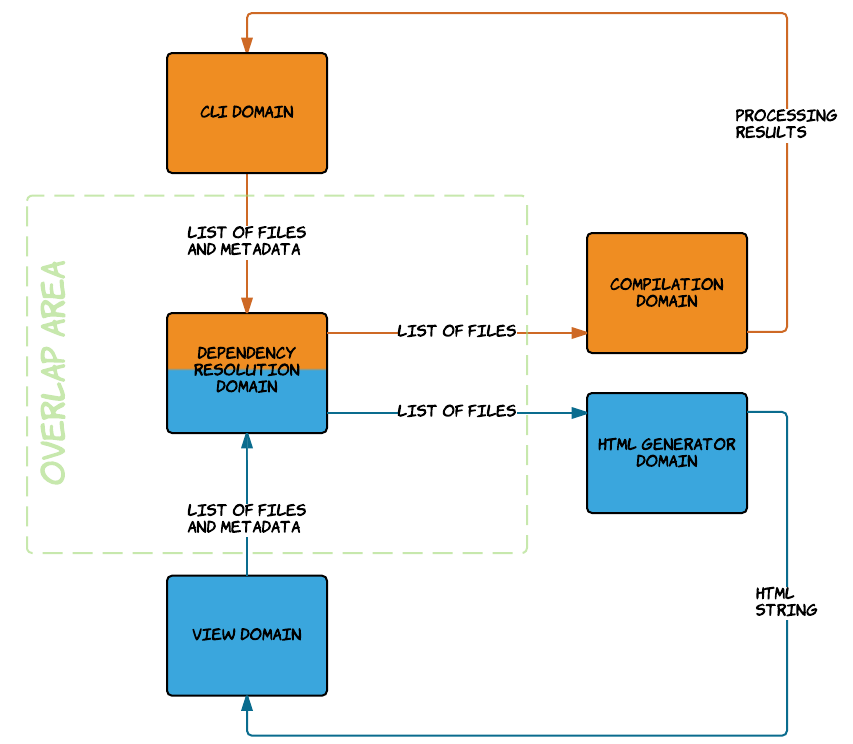 CLI DOMAIN
PROCESSING
RESULTS
LIST OF FILES
AND METADATA
OVERLAP AREA
COMPILATION
DOMAIN
LIST OF FILES
DEPENDENCY
RESOLUTION
DOMAIN
LIST OF FILES
HTML GENERATOR
DOMAIN
LIST OF FILES
AND METADATA
HTML
STRING
VIEW DOMAIN